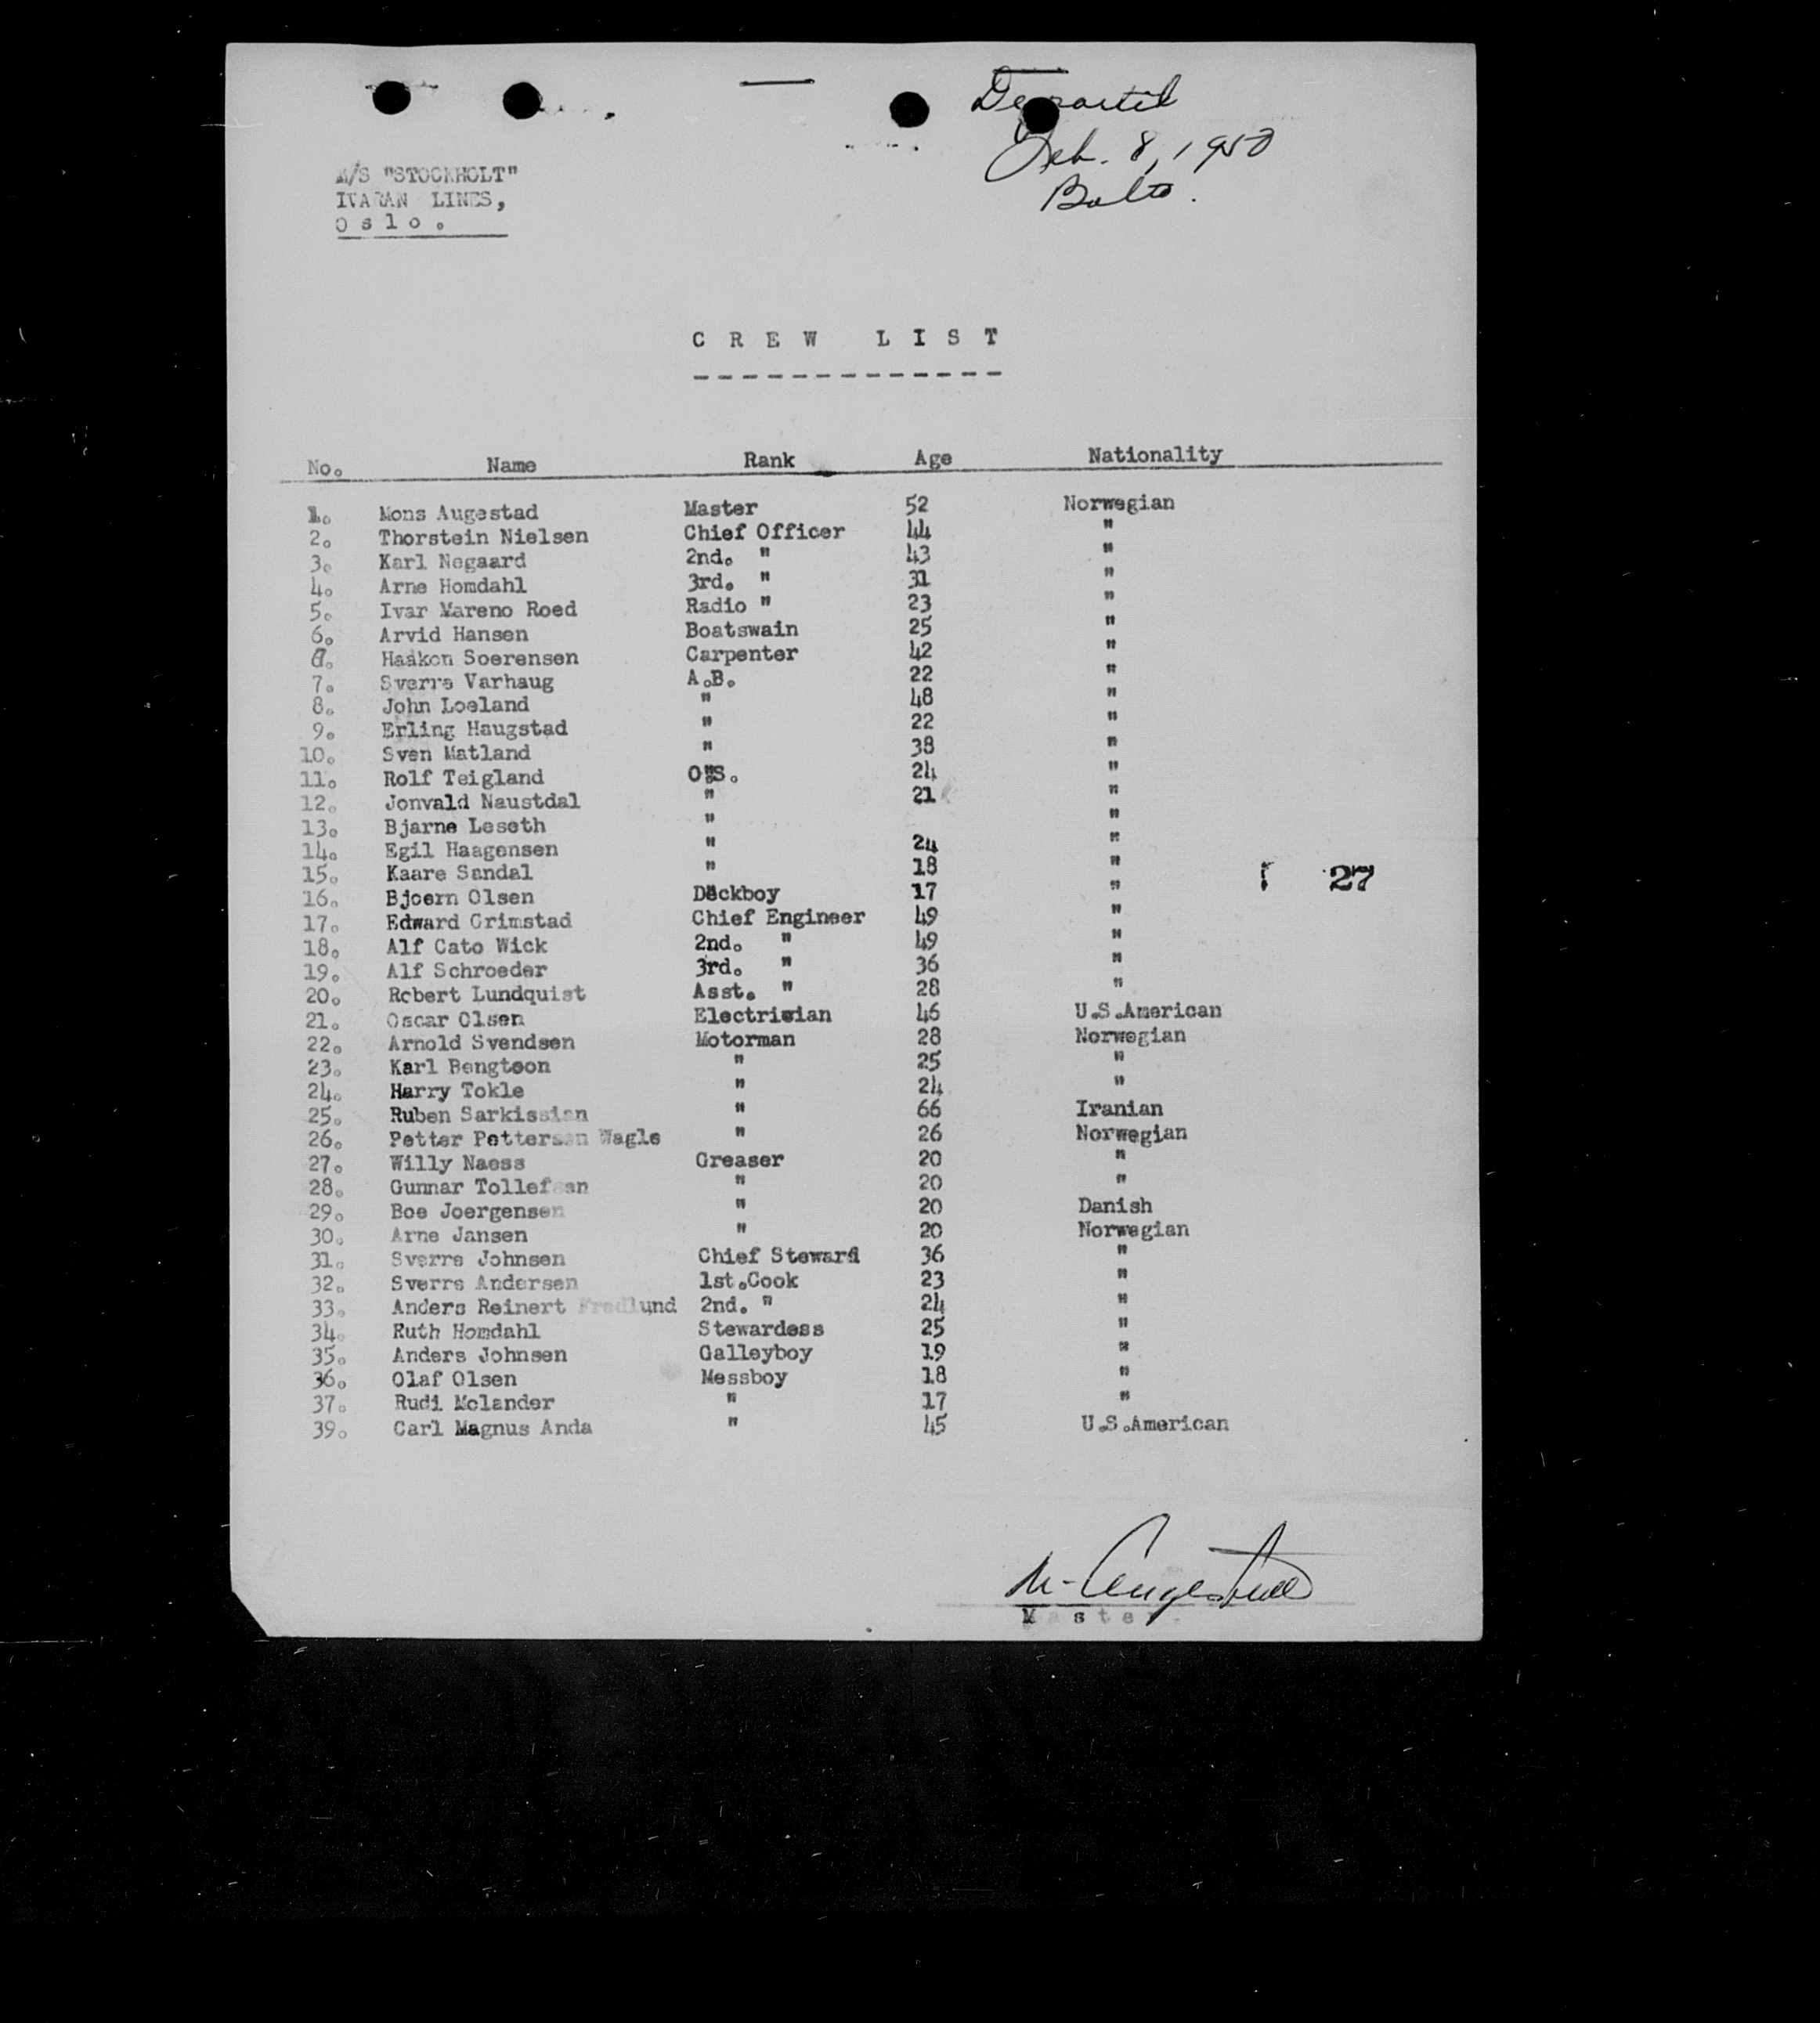 Departed
Feb. 8, 1950
Balto.
M/S "STOCKHOLT"
IVARAN LINES,
Oslo.
CREW LIST
-------------
No. Name Rank Age Nationality
1. Mons Augestad Master 52 Norwegian
2. Thorstein Nielsen Chief Officer 44 "
3. Karl Negaard 2nd. " 43 "
4. Arne Homdahl 3rd. " 31 "
5. Ivar Mareno Roed Radio " 23 "
6. Arvid Hansen Boatswain 25 "
Haakon Soerensen Carpenter 42 "
7. Sverre Varhaug A.B. 22 "
8. John Loeland " 48 "
9. Erling Haugstad " 22 "
10. Sven Matland " 38 "
11. Rolf Teigland O.S. 24 "
12. Jonvald Naustdal " 21 "
13. Bjarne Leseth " "
14. Egil Haagensen " 24 "
15. Kaare Sandal " 18 "
27
16. Bjoern Olsen Deckboy 17 "
17. Edward Grimstad Chief Engineer 49 "
18. Alf Cato Wick 2nd. " 49 "
19. Alf Schroeder 3rd. " 36 "
20. Robert Lundquist Asst. " 28 "
21. Oscar Olsen Electrician 46 U.S.American
22. Arnold Svendsen Motorman 28 Norwegian
23. Karl Bengtson " 25 "
24. Harry Tokle " 24 "
25. Ruben Sarkissian " 66 Iranian
26. Petter Pettersen Wagle " 26 Norwegian
27. Willy Naess Greaser 20 "
28. Gunnar Tollefsen " 20 "
29. Boe Joergensen " 20 Danish
30. Arne Jansen " 20 Norwegian
31. Sverre Johnsen Chief Steward 36 "
32. Sverre Andersen 1st.Cook 23 "
33. Anders Reinert Fredlund 2nd. " 24 "
34. Ruth Homdahl Stewardess 25 "
35. Anders Johnsen Galleyboy 19 "
36. Olaf Olsen Messboy 18 "
37. Rudi Molander " 17 "
39. Carl Magnus Anda " 45 U.S.American
M. Augestad
Master.